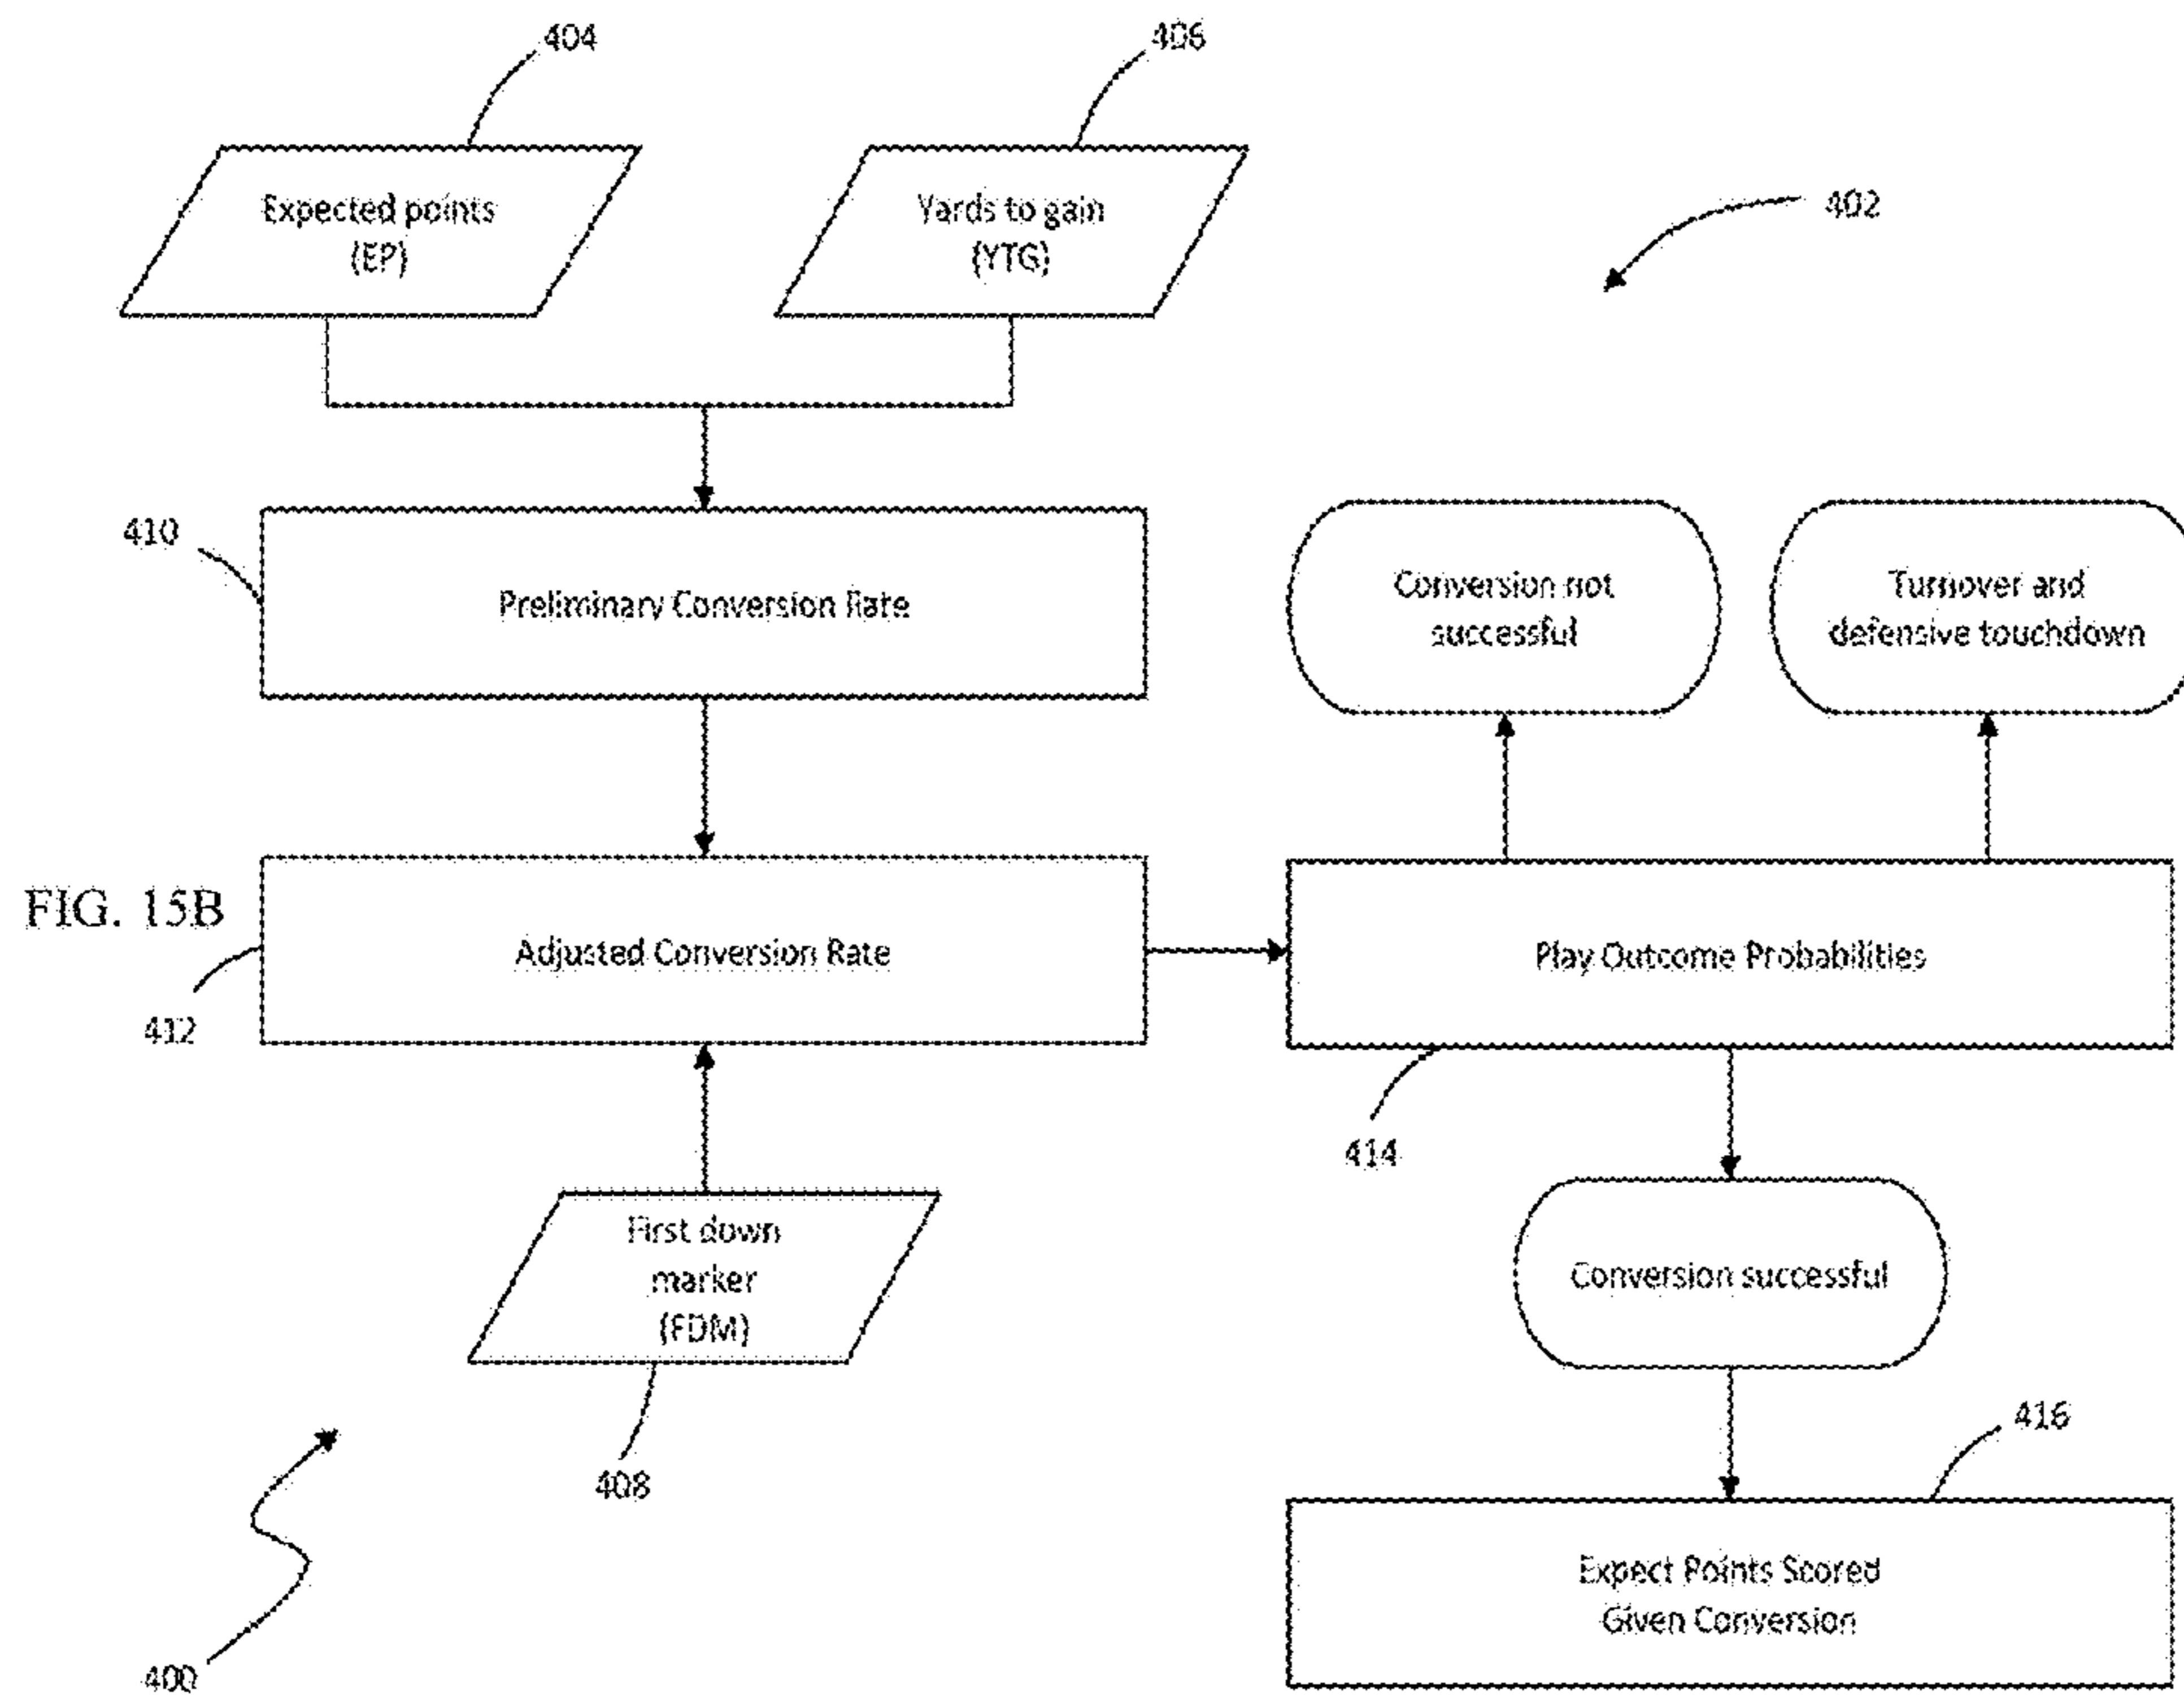 404
406
Expected points
(EP)
Yards to gain
(YTG)
402
410
Preliminary Conversion Rate
Conversion not
successful
Turnover and
defensive touchdown
FIG. 15B
Adjusted Conversion Rate
Play Outcome Probabilities
412
414
First down
marker
(FDM)
Conversion successful
408
416
Expect Points Scored
Given Conversion
400